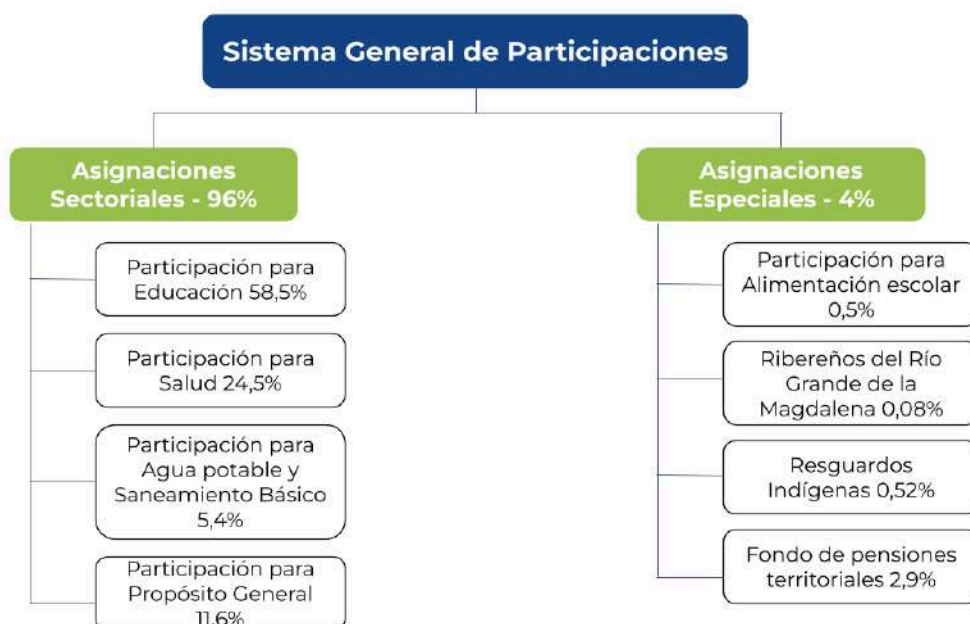 Sistema General de Participaciones
Asignaciones
Sectoriales - 96%
Participación para
Educación 58,5%
Participación para
Salud 24,5%
Participación para
Agua potable y
Saneamiento Básico
5,4%
Participación para
Propósito General
11,6%
Asignaciones
Especiales - 4%
Participación para
Alimentación escolar
0,5%
Ribereños del Río
Grande de la
Magdalena 0,08%
Resguardos
Indígenas 0,52%
Fondo de pensiones
territoriales 2,9%